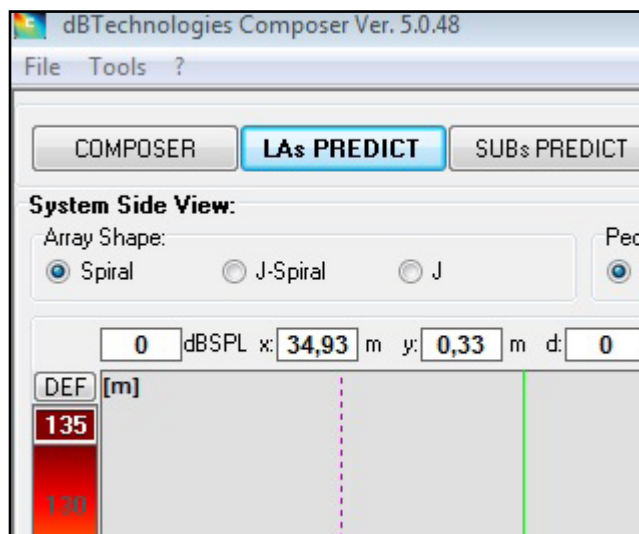 dBTechnologies Composer Ver. 5.0.48
File Tools ?
COMPOSER LAs PREDICT SUBs PREDICT
System Side View:
Array Shape:
Spiral J-Spiral J
0 dBSPL x: 34,93 m y: 0,33 m d: 0
DEF [m]
135
130